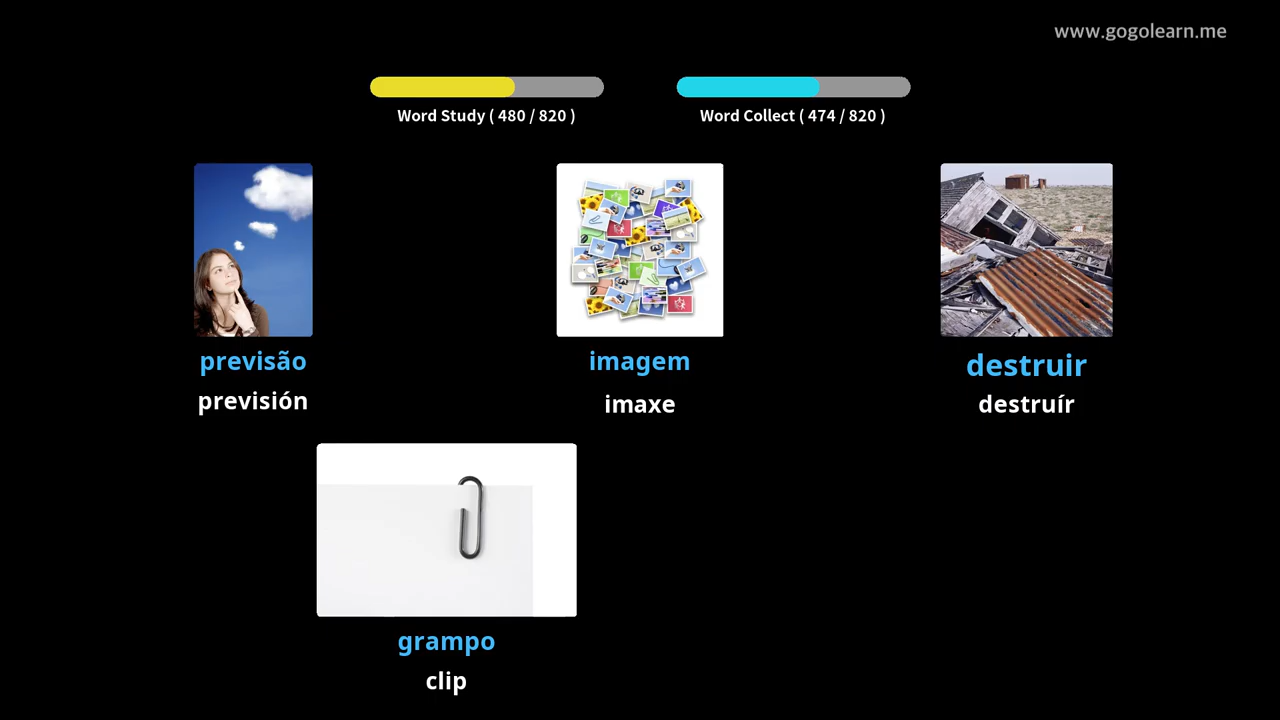 www.gogolearn.me
Word Study ( 480 / 820 )
Word Collect ( 474 / 820 )
previsão
previsión
imagem
imaxe
destruir
destruír
grampo
clip